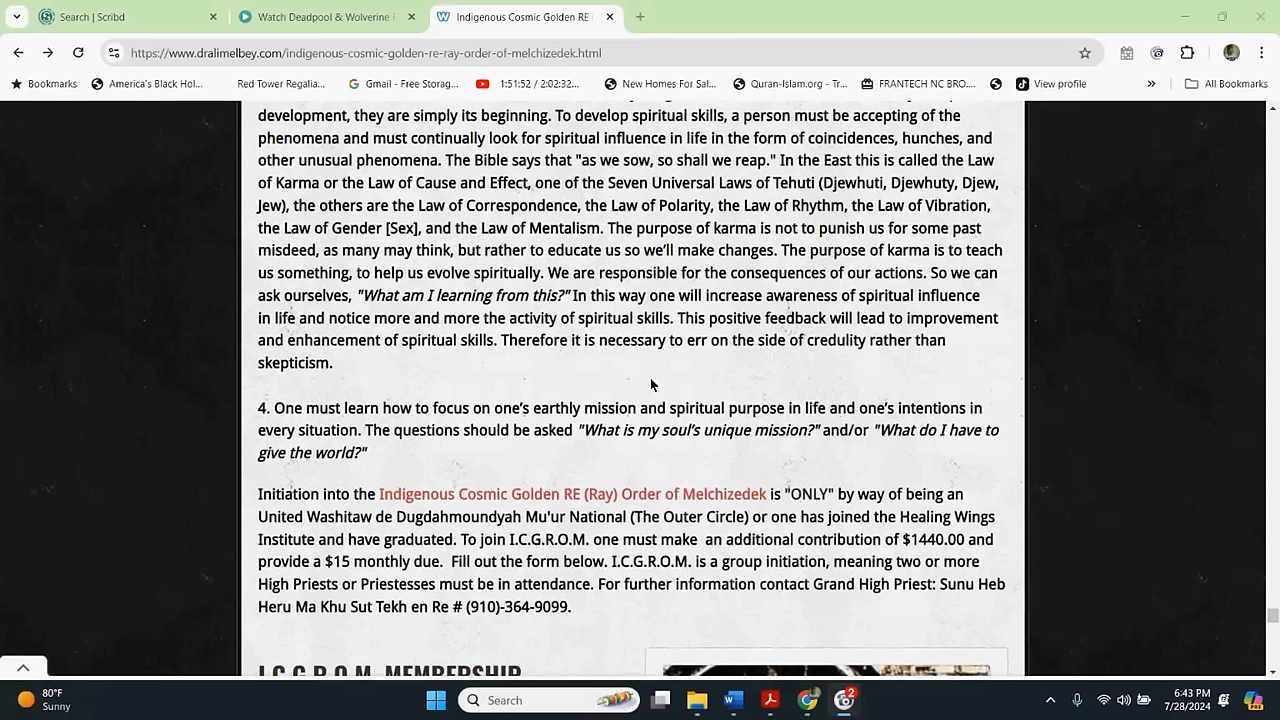 Search | Scribd
Watch Deadpool & Wolverine
Indigenous Cosmic Golden RE
https://www.dralimelbey.com/indigenous-cosmic-golden-re-ray-order-of-melchizedek.html
Bookmarks
America's Black Hol...
Red Tower Regalia...
Gmail - Free Storag...
1:51:52 / 2:02:32...
New Homes For Sal...
Quran-Islam.org - Tr...
FRANTECH NC BRO....
View profile
All Bookmarks
development, they are simply its beginning. To develop spiritual skills, a person must be accepting of the
phenomena and must continually look for spiritual influence in life in the form of coincidences, hunches, and
other unusual phenomena. The Bible says that "as we sow, so shall we reap." In the East this is called the Law
of Karma or the Law of Cause and Effect, one of the Seven Universal Laws of Tehuti (Djewhuti, Djewhuty, Djew,
Jew), the others are the Law of Correspondence, the Law of Polarity, the Law of Rhythm, the Law of Vibration,
the Law of Gender [Sex], and the Law of Mentalism. The purpose of karma is not to punish us for some past
misdeed, as many may think, but rather to educate us so we’ll make changes. The purpose of karma is to teach
us something, to help us evolve spiritually. We are responsible for the consequences of our actions. So we can
ask ourselves, "What am I learning from this?" In this way one will increase awareness of spiritual influence
in life and notice more and more the activity of spiritual skills. This positive feedback will lead to improvement
and enhancement of spiritual skills. Therefore it is necessary to err on the side of credulity rather than
skepticism.
4. One must learn how to focus on one’s earthly mission and spiritual purpose in life and one’s intentions in
every situation. The questions should be asked "What is my soul’s unique mission?" and/or "What do I have to
give the world?"
Initiation into the Indigenous Cosmic Golden RE (Ray) Order of Melchizedek is "ONLY" by way of being an
United Washitaw de Dugdahmoundyah Mu'ur National (The Outer Circle) or one has joined the Healing Wings
Institute and have graduated. To join I.C.G.R.O.M. one must make an additional contribution of $1440.00 and
provide a $15 monthly due. Fill out the form below. I.C.G.R.O.M. is a group initiation, meaning two or more
High Priests or Priestesses must be in attendance. For further information contact Grand High Priest: Sunu Heb
Heru Ma Khu Sut Tekh en Re # (910)-364-9099.
I.C.G.R.O.M. MEMBERSHIP
80°F
Sunny
Search
2
6:43 PM
7/28/2024